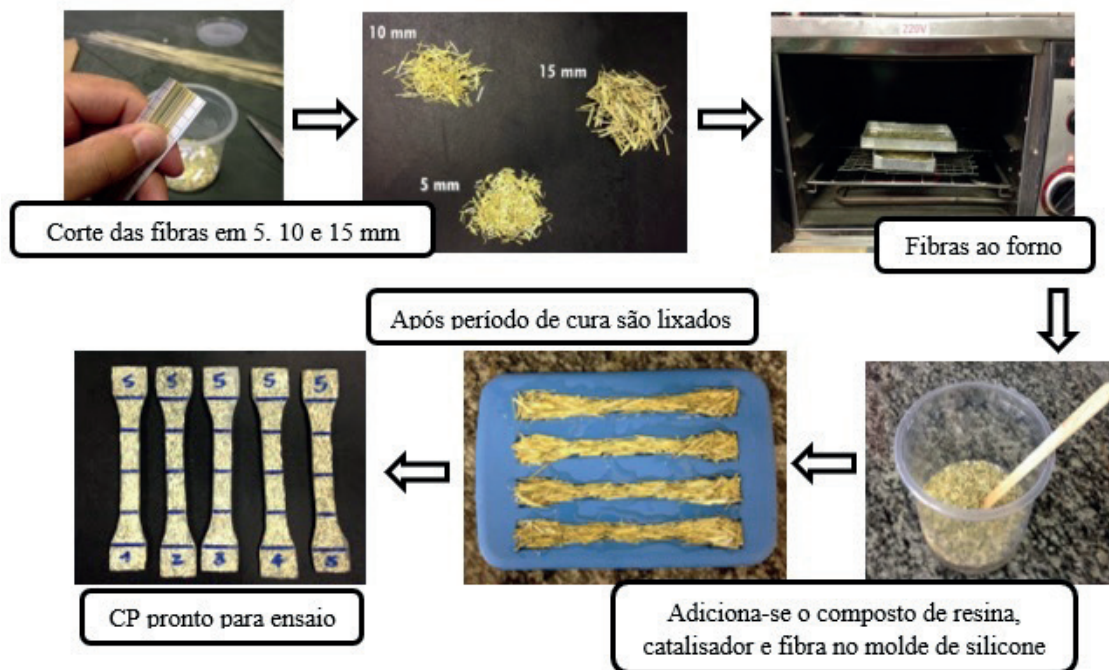 220V
10 mm
15 mm
5 mm
Corte das fibras em 5. 10 e 15 mm
Fibras ao forno
Após período de cura são lixados
5 5 5 5 5
1 2 3 4 5
CP pronto para ensaio
Adiciona-se o composto de resina,
catalisador e fibra no molde de silicone